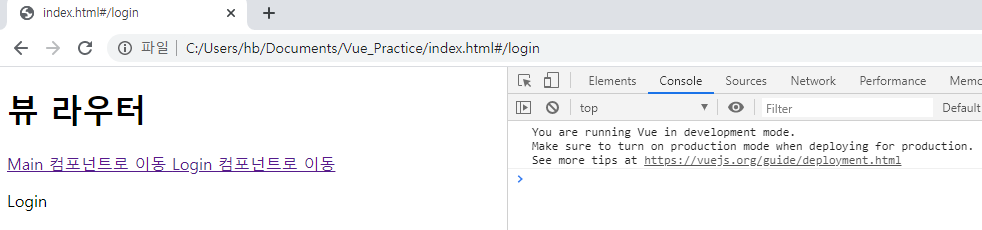 index.html#/login
파일 C:/Users/hb/Documents/Vue_Practice/index.html#/login
뷰 라우터
Main 컴포넌트로 이동 Login 컴포넌트로 이동
Login
Elements Console Sources Network Performance Memo
top Filter Default
You are running Vue in development mode.
Make sure to turn on production mode when deploying for production.
See more tips at https://vuejs.org/guide/deployment.html